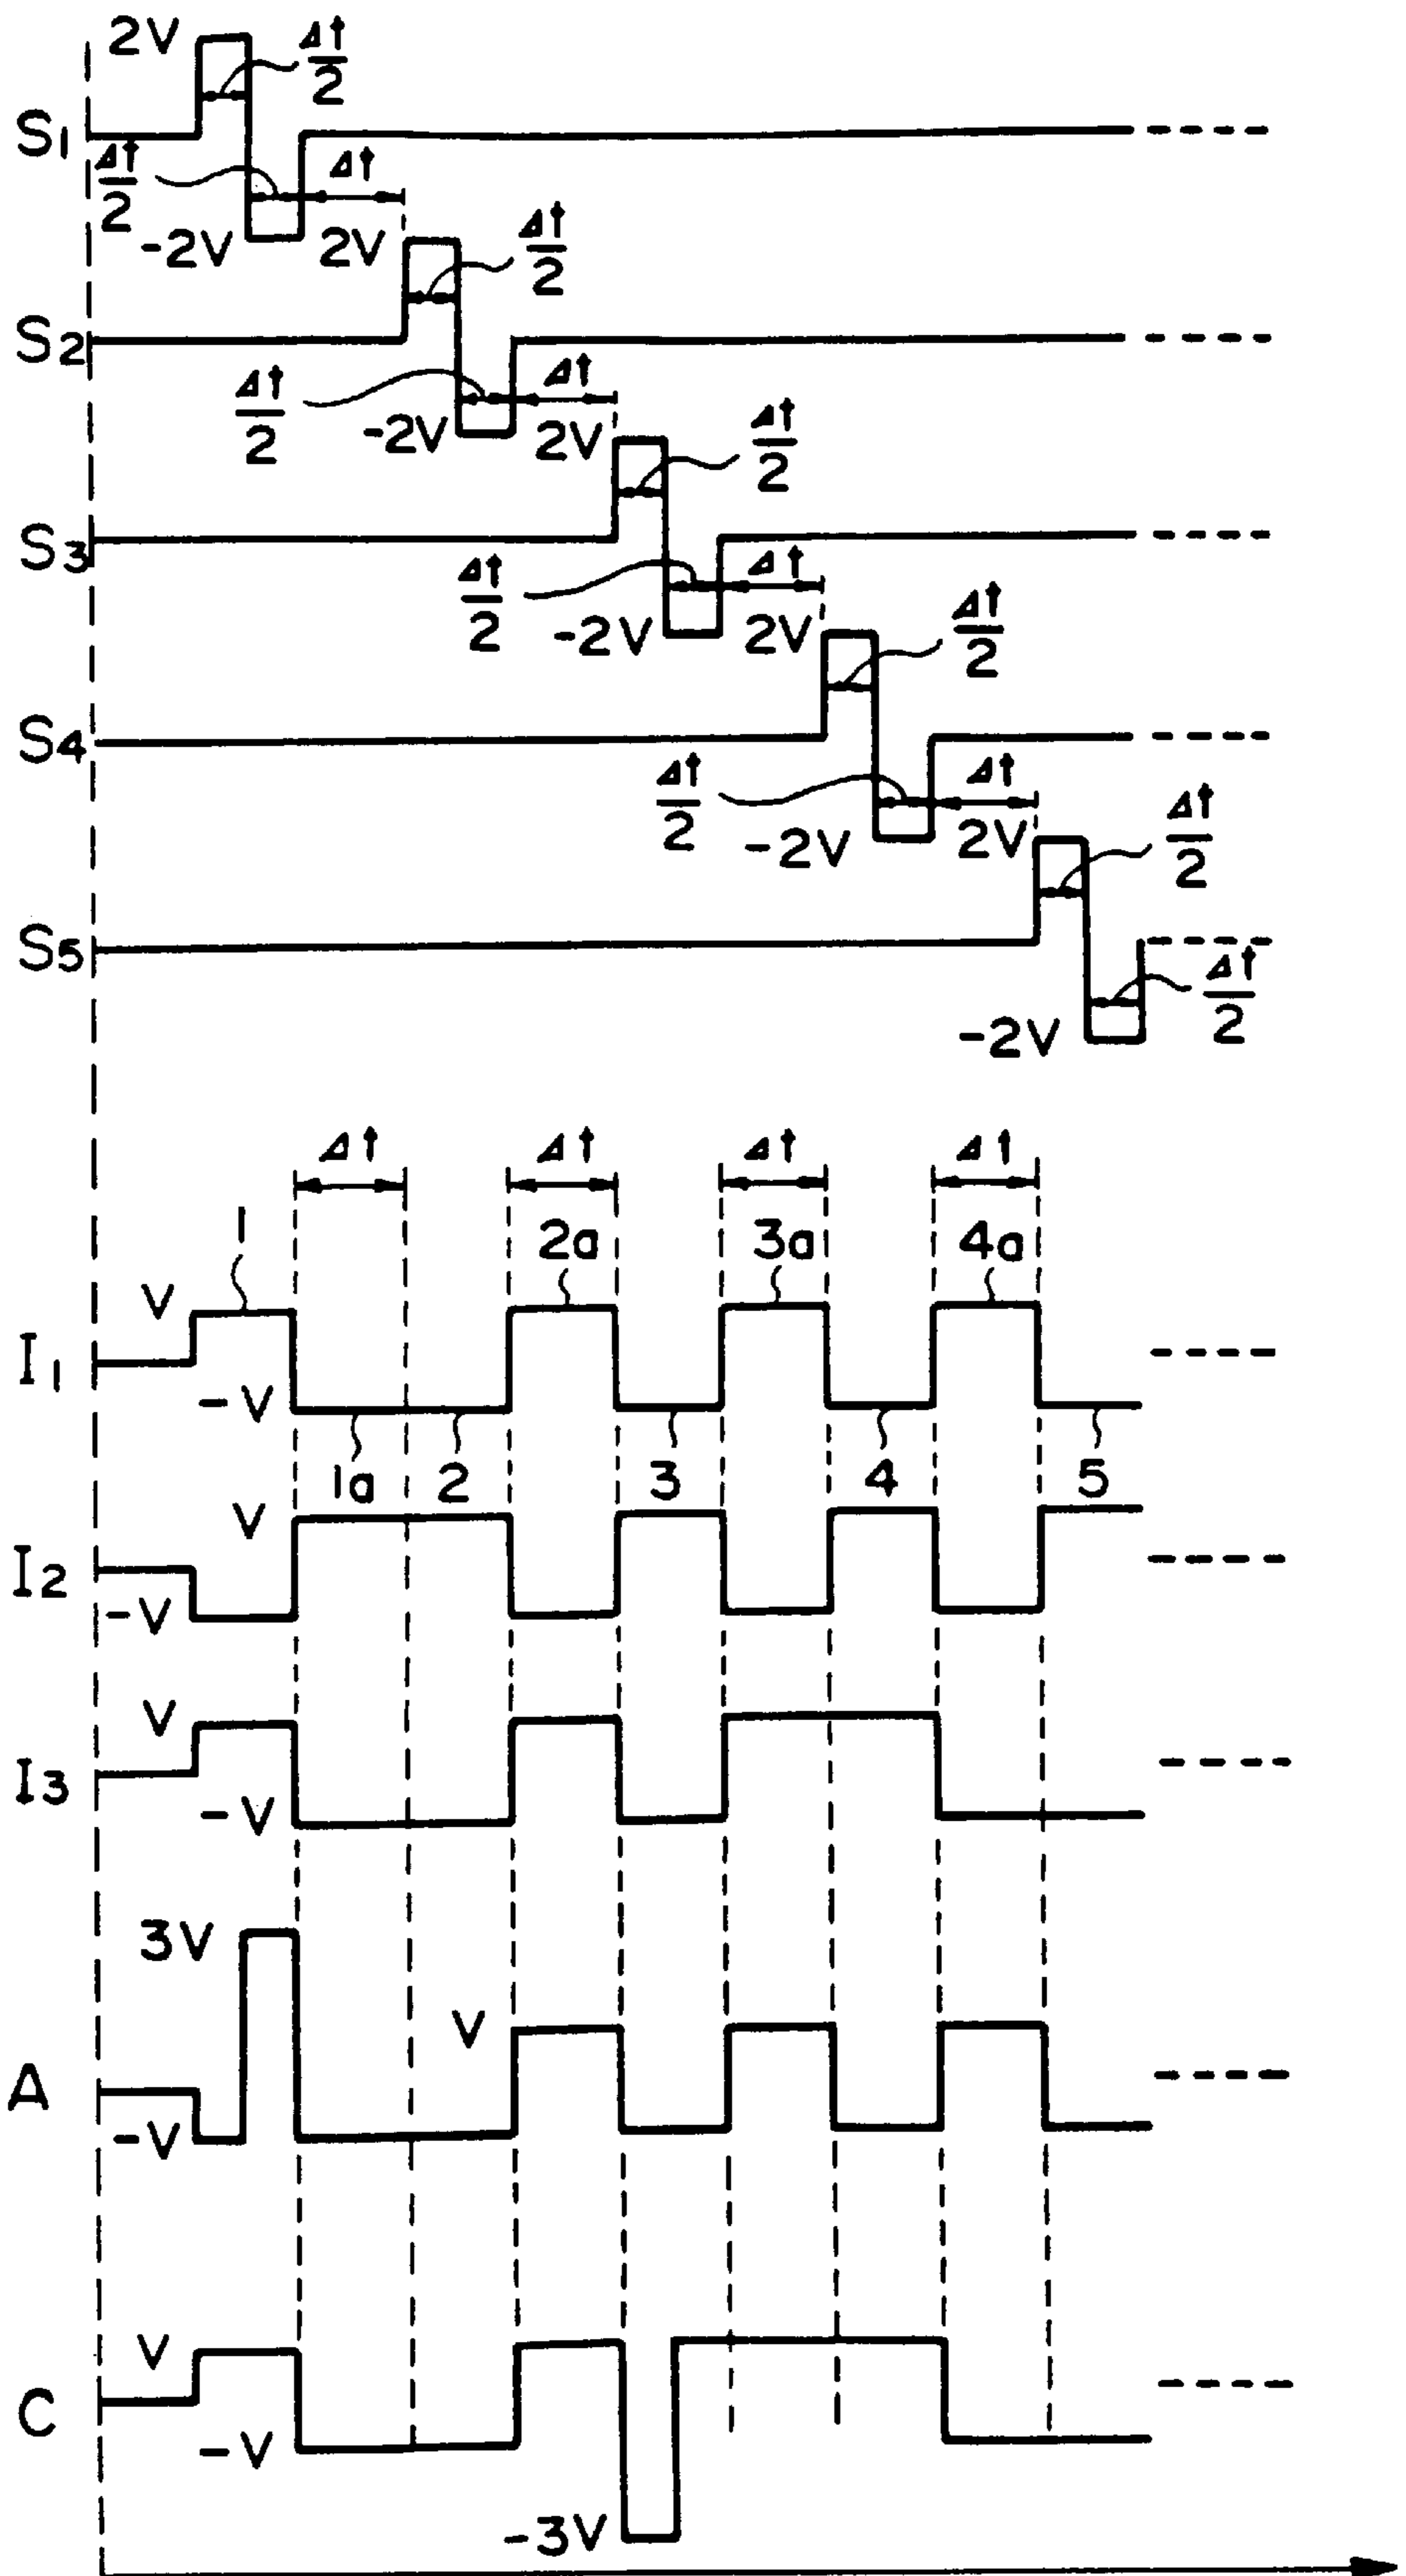 2V Δt/2
S1
Δt/2 Δt
-2V 2V Δt/2
S2
Δt/2 Δt
-2V 2V Δt/2
S3
Δt/2 Δt
-2V 2V Δt/2
S4
Δt/2 Δt
-2V 2V Δt/2
S5
Δt/2
-2V
Δt Δt Δt Δt
1 2a 3a 4a
V
I1
-V
1a 2 3 4 5
V
I2
-V
V
I3
-V
3V
V
A
-V
V
C
-V
-3V